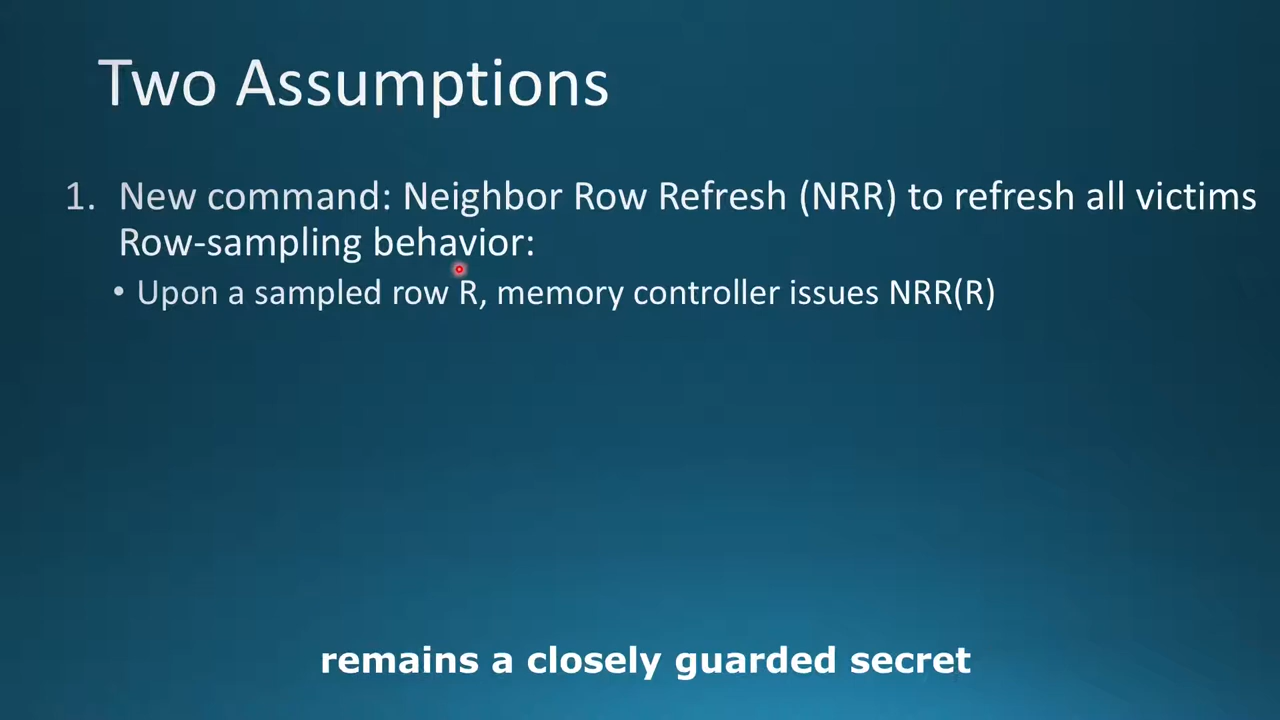 Two Assumptions
1. New command: Neighbor Row Refresh (NRR) to refresh all victims
Row-sampling behavior:
• Upon a sampled row R, memory controller issues NRR(R)
remains a closely guarded secret